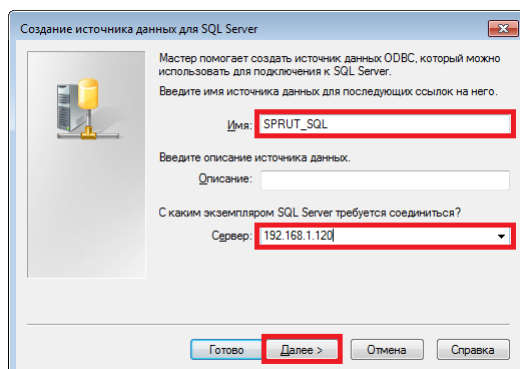 Создание источника данных для SQL Server
Мастер помогает создать источник данных ODBC, который можно
использовать для подключения к SQL Server.
Введите имя источника данных для последующих ссылок на него.
Имя: SPRUT_SQL
Введите описание источника данных.
Описание:
С каким экземпляром SQL Server требуется соединиться?
Сервер: 192.168.1.120
Готово Далее > Отмена Справка